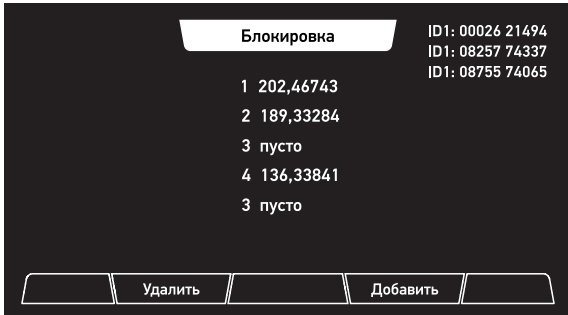 Блокировка
ID1: 00026 21494
ID1: 08257 74337
ID1: 08755 74065
1 202,46743
2 189,33284
3 пусто
4 136,33841
3 пусто
Удалить
Добавить